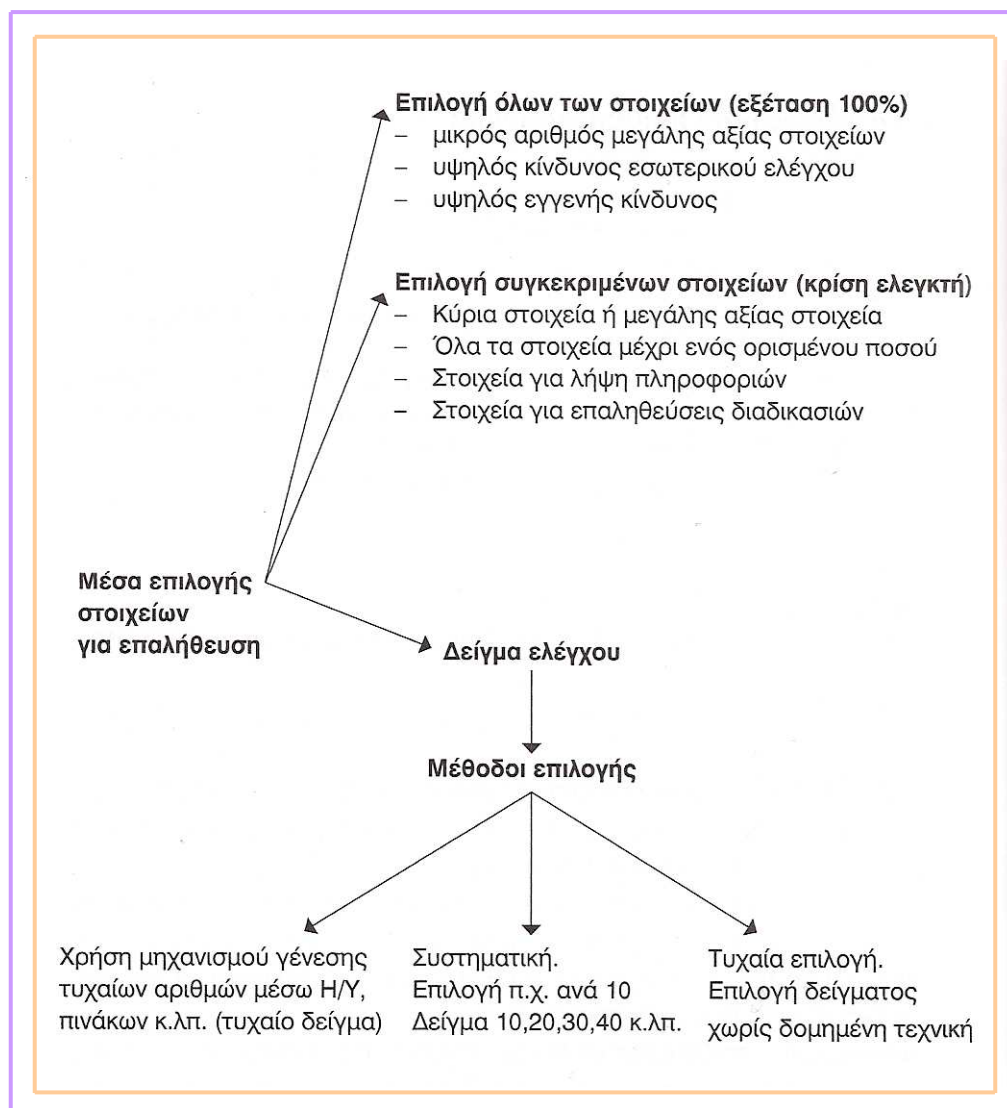 Επιλογή όλων των στοιχείων (εξέταση 100%)
– μικρός αριθμός μεγάλης αξίας στοιχείων
– υψηλός κίνδυνος εσωτερικού ελέγχου
– υψηλός εγγενής κίνδυνος
Επιλογή συγκεκριμένων στοιχείων (κρίση ελεγκτή)
– Κύρια στοιχεία ή μεγάλης αξίας στοιχεία
– Όλα τα στοιχεία μέχρι ενός ορισμένου ποσού
– Στοιχεία για λήψη πληροφοριών
– Στοιχεία για επαληθεύσεις διαδικασιών
Μέσα επιλογής
στοιχείων
για επαλήθευση
Δείγμα ελέγχου
Μέθοδοι επιλογής
Χρήση μηχανισμού γένεσης
τυχαίων αριθμών μέσω Η/Υ,
πινάκων κ.λπ. (τυχαίο δείγμα)
Συστηματική.
Επιλογή π.χ. ανά 10
Δείγμα 10,20,30,40 κ.λπ.
Τυχαία επιλογή.
Επιλογή δείγματος
χωρίς δομημένη τεχνική